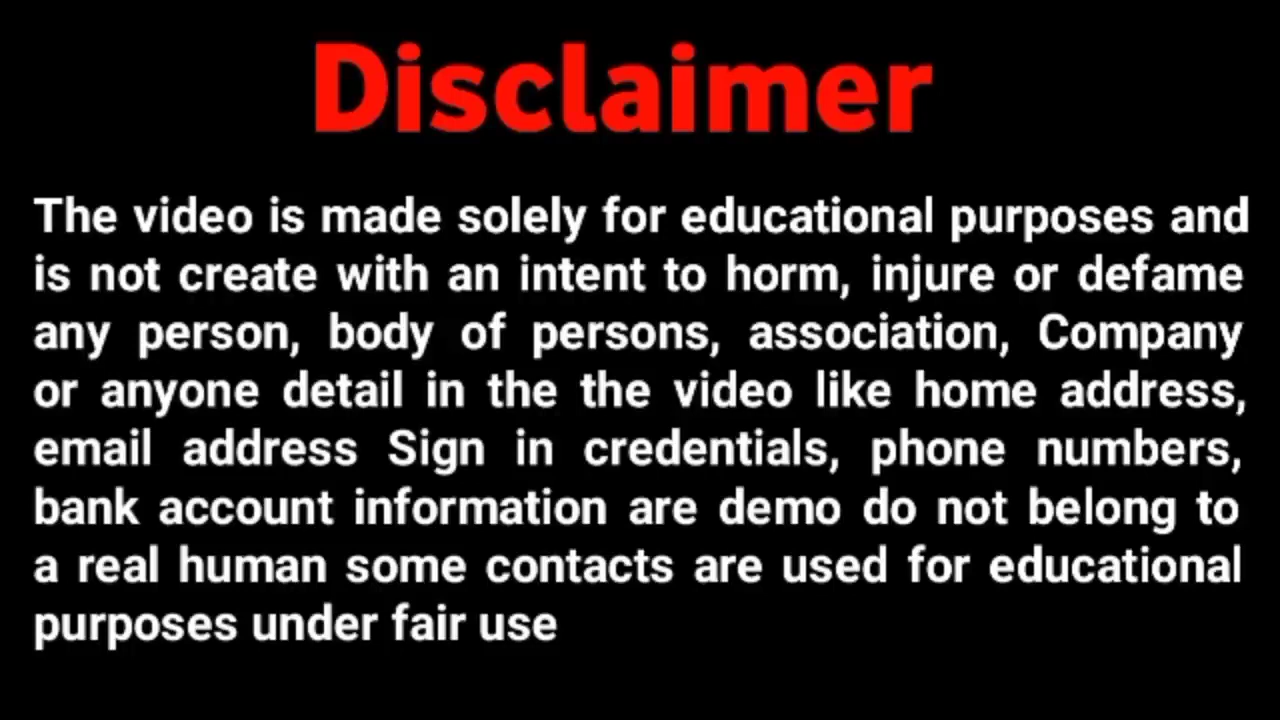 Disclaimer
The video is made solely for educational purposes and
is not create with an intent to horm, injure or defame
any person, body of persons, association, Company
or anyone detail in the the video like home address,
email address Sign in credentials, phone numbers,
bank account information are demo do not belong to
a real human some contacts are used for educational
purposes under fair use